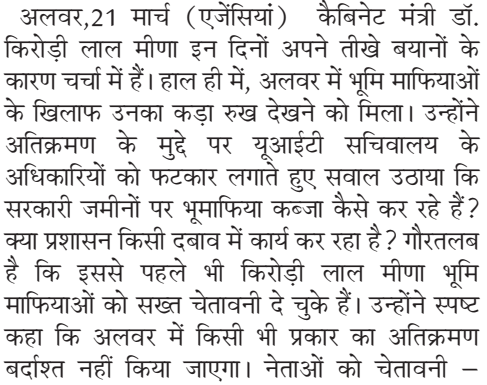 अलवर,21 मार्च (एजेंसियां) कैबिनेट मंत्री डॉ.
किरोड़ी लाल मीणा इन दिनों अपने तीखे बयानों के
कारण चर्चा में हैं। हाल ही में, अलवर में भूमि माफियाओं
के खिलाफ उनका कड़ा रुख देखने को मिला। उन्होंने
अतिक्रमण के मुद्दे पर यूआईटी सचिवालय के
अधिकारियों को फटकार लगाते हुए सवाल उठाया कि
सरकारी जमीनों पर भूमाफिया कब्जा कैसे कर रहे हैं?
क्या प्रशासन किसी दबाव में कार्य कर रहा है? गौरतलब
है कि इससे पहले भी किरोड़ी लाल मीणा भूमि
माफियाओं को सख्त चेतावनी दे चुके हैं। उन्होंने स्पष्ट
कहा कि अलवर में किसी भी प्रकार का अतिक्रमण
बर्दाश्त नहीं किया जाएगा। नेताओं को चेतावनी –